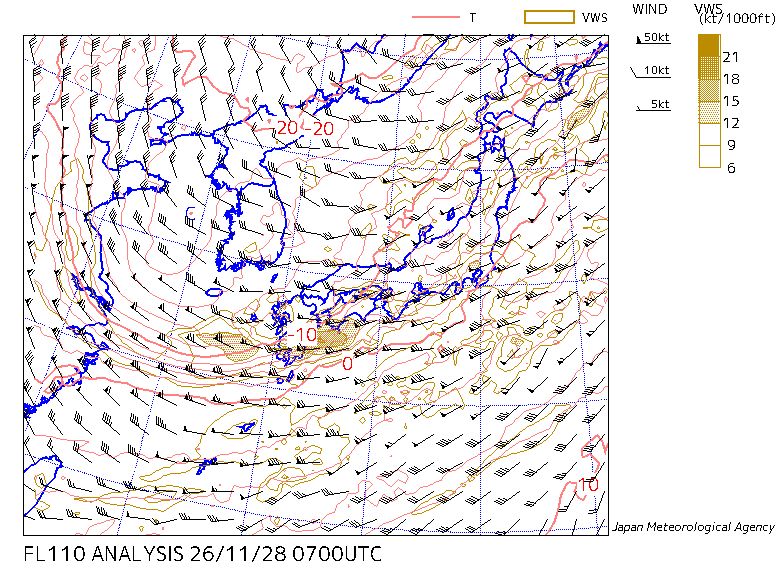 T VWS WIND VWS
(kt/1000ft)
50kt
10kt
5kt
21
18
15
12
9
6
-20 -20
-10
0
10
Japan Meteorological Agency
FL110 ANALYSIS 26/11/28 0700UTC